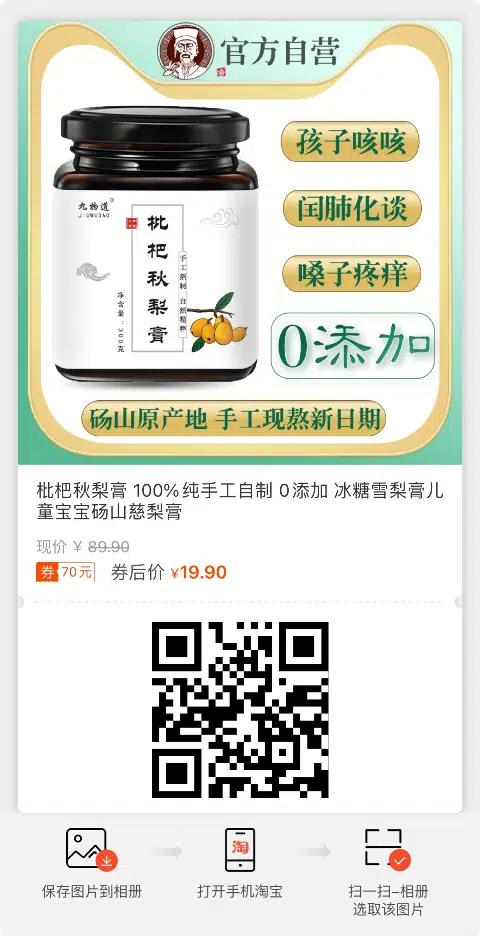 官方自营
孩子咳咳
闰肺化谈
嗓子疼痒
0添加
九物道®
JIUWUDAO
枇杷秋梨膏
手工熬制 自然精粹
净含量：300克
砀山原产地 手工现熬新日期
枇杷秋梨膏 100%纯手工自制 0添加 冰糖雪梨膏儿
童宝宝砀山慈梨膏
现价 ¥ 89.90
券 70元 券后价 ¥19.90
淘
保存图片到相册
打开手机淘宝
扫一扫-相册
选取该图片